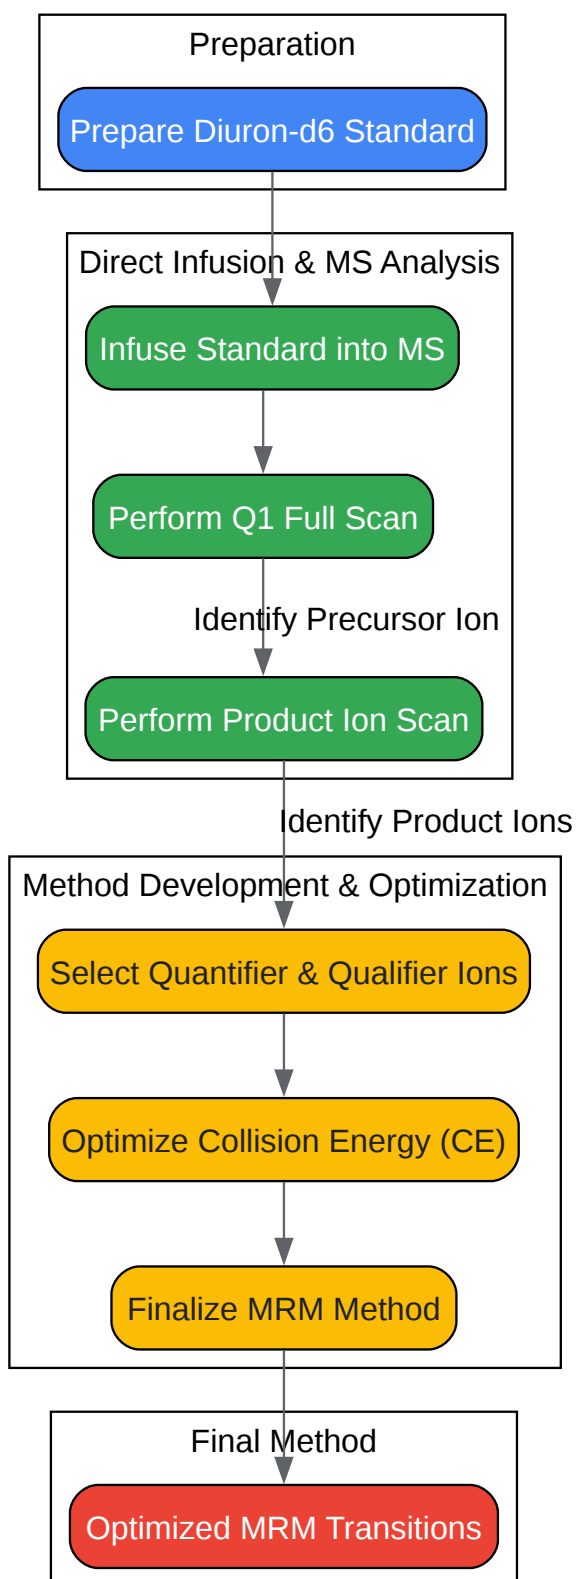 Preparation
Prepare Diuron-d6 Standard
Direct Infusion & MS Analysis
Infuse Standard into MS
Perform Q1 Full Scan
Identify Precursor Ion
Perform Product Ion Scan
Identify Product Ions
Method Development & Optimization
Select Quantifier & Qualifier Ions
Optimize Collision Energy (CE)
Finalize MRM Method
Final Method
Optimized MRM Transitions